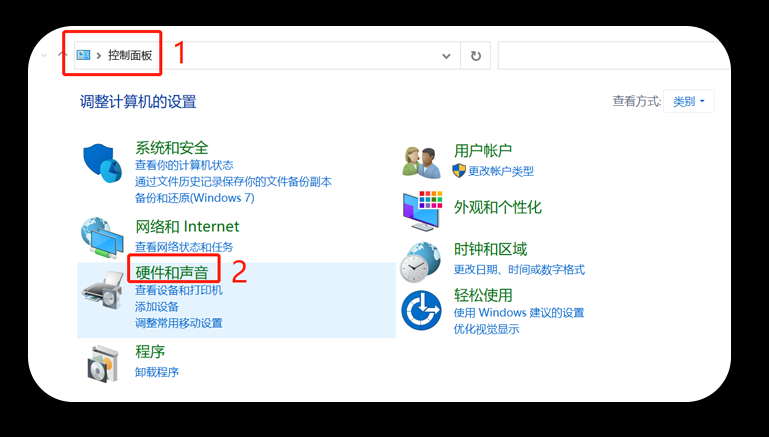 控制面板 1
调整计算机的设置
查看方式: 类别
系统和安全
查看你的计算机状态
通过文件历史记录保存你的文件备份副本
备份和还原(Windows 7)
网络和 Internet
查看网络状态和任务
硬件和声音 2
查看设备和打印机
添加设备
调整常用移动设置
程序
卸载程序
用户帐户
更改帐户类型
外观和个性化
时钟和区域
更改日期、时间或数字格式
轻松使用
使用 Windows 建议的设置
优化视觉显示